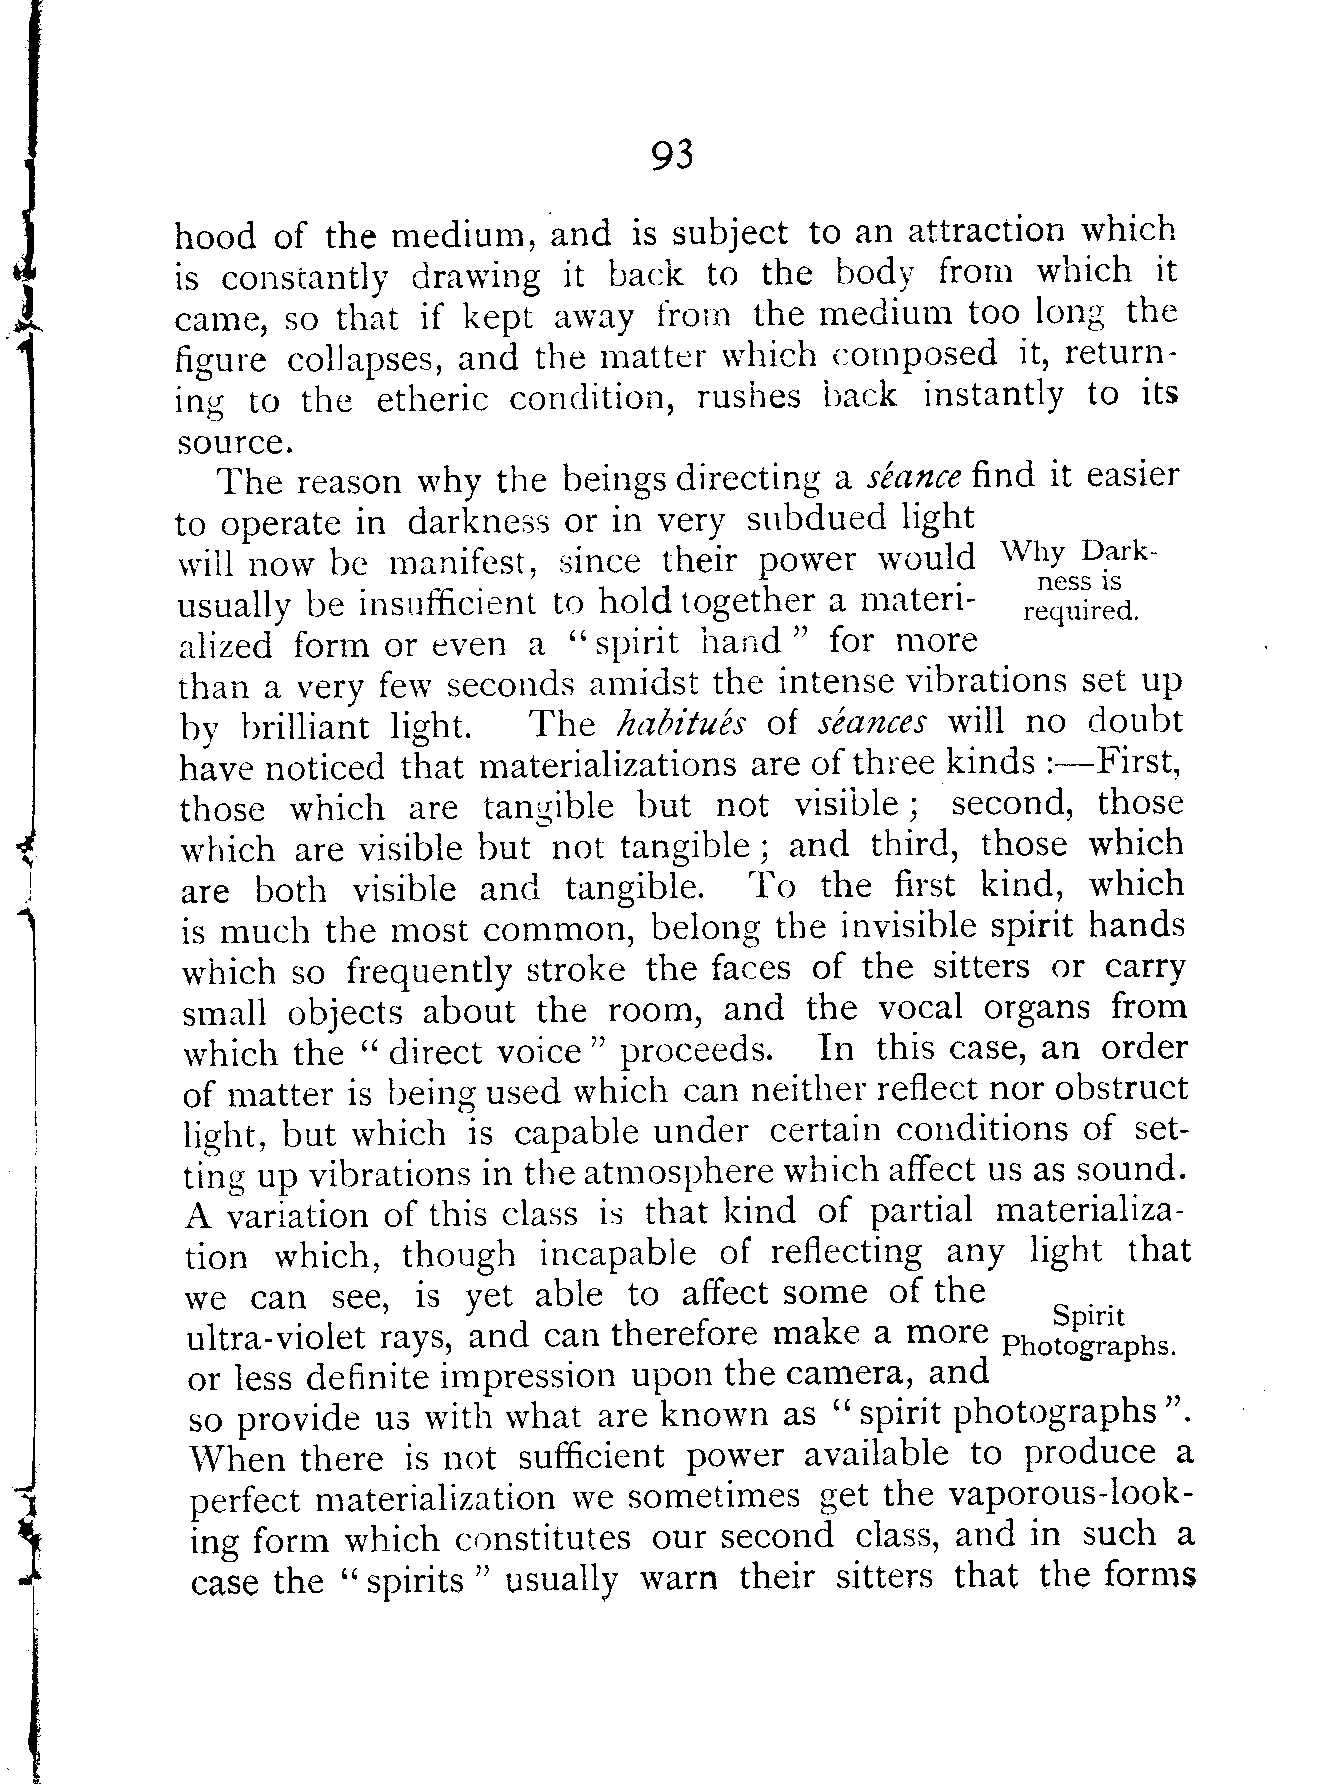 93
hood of the medium, and is subject to an attraction which
is constantly drawing it back to the body from which it
came, so that if kept away from the medium too long the
figure collapses, and the matter which composed it, return-
ing to the etheric condition, rushes back instantly to its
source.
The reason why the beings directing a séance find it easier
to operate in darkness or in very subdued light
will now be manifest, since their power would
usually be insufficient to hold together a materi-
alized form or even a “ spirit hand ” for more
Why Dark-
ness is
required.
than a very few seconds amidst the intense vibrations set up
by brilliant light. The habitués of séances will no doubt
have noticed that materializations are of three kinds :—First,
those which are tangible but not visible ; second, those
which are visible but not tangible ; and third, those which
are both visible and tangible. To the first kind, which
is much the most common, belong the invisible spirit hands
which so frequently stroke the faces of the sitters or carry
small objects about the room, and the vocal organs from
which the “ direct voice ” proceeds. In this case, an order
of matter is being used which can neither reflect nor obstruct
light, but which is capable under certain conditions of set-
ting up vibrations in the atmosphere which affect us as sound.
A variation of this class is that kind of partial materializa-
tion which, though incapable of reflecting any light that
we can see, is yet able to affect some of the
ultra-violet rays, and can therefore make a more
or less definite impression upon the camera, and
Spirit
Photographs.
so provide us with what are known as “ spirit photographs ”.
When there is not sufficient power available to produce a
perfect materialization we sometimes get the vaporous-look-
ing form which constitutes our second class, and in such a
case the “ spirits ” usually warn their sitters that the forms